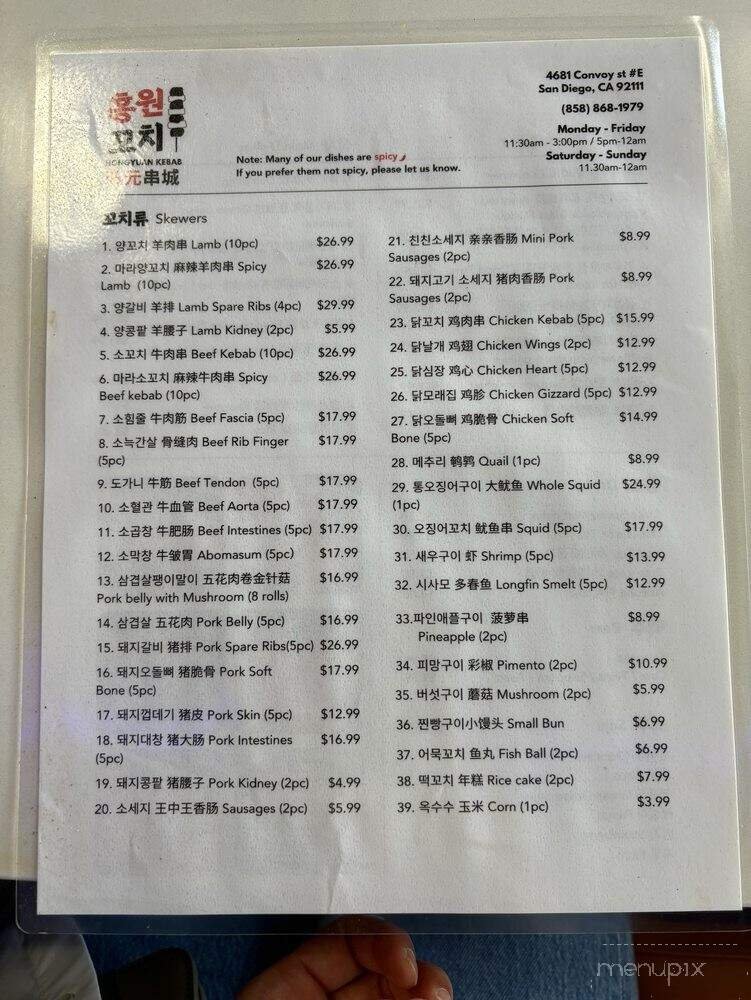 홍원
꼬치
HONGYUAN KEBAB
元串城
Note: Many of our dishes are spicy
If you prefer them not spicy, please let us know.
4681 Convoy st #E
San Diego, CA 92111
(858) 868-1979
Monday - Friday
11:30am - 3:00pm / 5pm-12am
Saturday - Sunday
11.30am-12am
꼬치류 Skewers
1. 양꼬치 羊肉串 Lamb (10pc) $26.99
2. 마라양꼬치 麻辣羊肉串 Spicy $26.99
Lamb (10pc)
3. 양갈비 羊排 Lamb Spare Ribs (4pc) $29.99
4. 양콩팥 羊腰子 Lamb Kidney (2pc) $5.99
5. 소꼬치 牛肉串 Beef Kebab (10pc) $26.99
6. 마라소꼬치 麻辣牛肉串 Spicy $26.99
Beef kebab (10pc)
7. 소힘줄 牛肉筋 Beef Fascia (5pc) $17.99
8. 소늑간살 骨缝肉 Beef Rib Finger $17.99
(5pc)
9. 도가니 牛筋 Beef Tendon (5pc) $17.99
10. 소혈관 牛血管 Beef Aorta (5pc) $17.99
11. 소곱창 牛肥肠 Beef Intestines (5pc) $17.99
12. 소막창 牛皱胃 Abomasum (5pc) $17.99
13. 삼겹살팽이말이 五花肉卷金针菇 $16.99
Pork belly with Mushroom (8 rolls)
14. 삼겹살 五花肉 Pork Belly (5pc) $16.99
15. 돼지갈비 猪排 Pork Spare Ribs(5pc) $26.99
16. 돼지오돌뼈 猪脆骨 Pork Soft $17.99
Bone (5pc)
17. 돼지껍데기 猪皮 Pork Skin (5pc) $12.99
18. 돼지대창 猪大肠 Pork Intestines $16.99
(5pc)
19. 돼지콩팥 猪腰子 Pork Kidney (2pc) $4.99
20. 소세지 王中王香肠 Sausages (2pc) $5.99
21. 친친소세지 亲亲香肠 Mini Pork $8.99
Sausages (2pc)
22. 돼지고기 소세지 猪肉香肠 Pork $8.99
Sausages (2pc)
23. 닭꼬치 鸡肉串 Chicken Kebab (5pc) $15.99
24. 닭날개 鸡翅 Chicken Wings (2pc) $12.99
25. 닭심장 鸡心 Chicken Heart (5pc) $12.99
26. 닭모래집 鸡胗 Chicken Gizzard (5pc) $12.99
27. 닭오돌뼈 鸡脆骨 Chicken Soft $14.99
Bone (5pc)
28. 메추리 鹌鹑 Quail (1pc) $8.99
29. 통오징어구이 大鱿鱼 Whole Squid $24.99
(1pc)
30. 오징어꼬치 鱿鱼串 Squid (5pc) $17.99
31. 새우구이 虾 Shrimp (5pc) $13.99
32. 시사모 多春鱼 Longfin Smelt (5pc) $12.99
33.파인애플구이 菠萝串 $8.99
Pineapple (2pc)
34. 피망구이 彩椒 Pimento (2pc) $10.99
35. 버섯구이 蘑菇 Mushroom (2pc) $5.99
36. 찐빵구이小馒头 Small Bun $6.99
37. 어묵꼬치 鱼丸 Fish Ball (2pc) $6.99
38. 떡꼬치 年糕 Rice cake (2pc) $7.99
39. 옥수수 玉米 Corn (1pc) $3.99
menupix